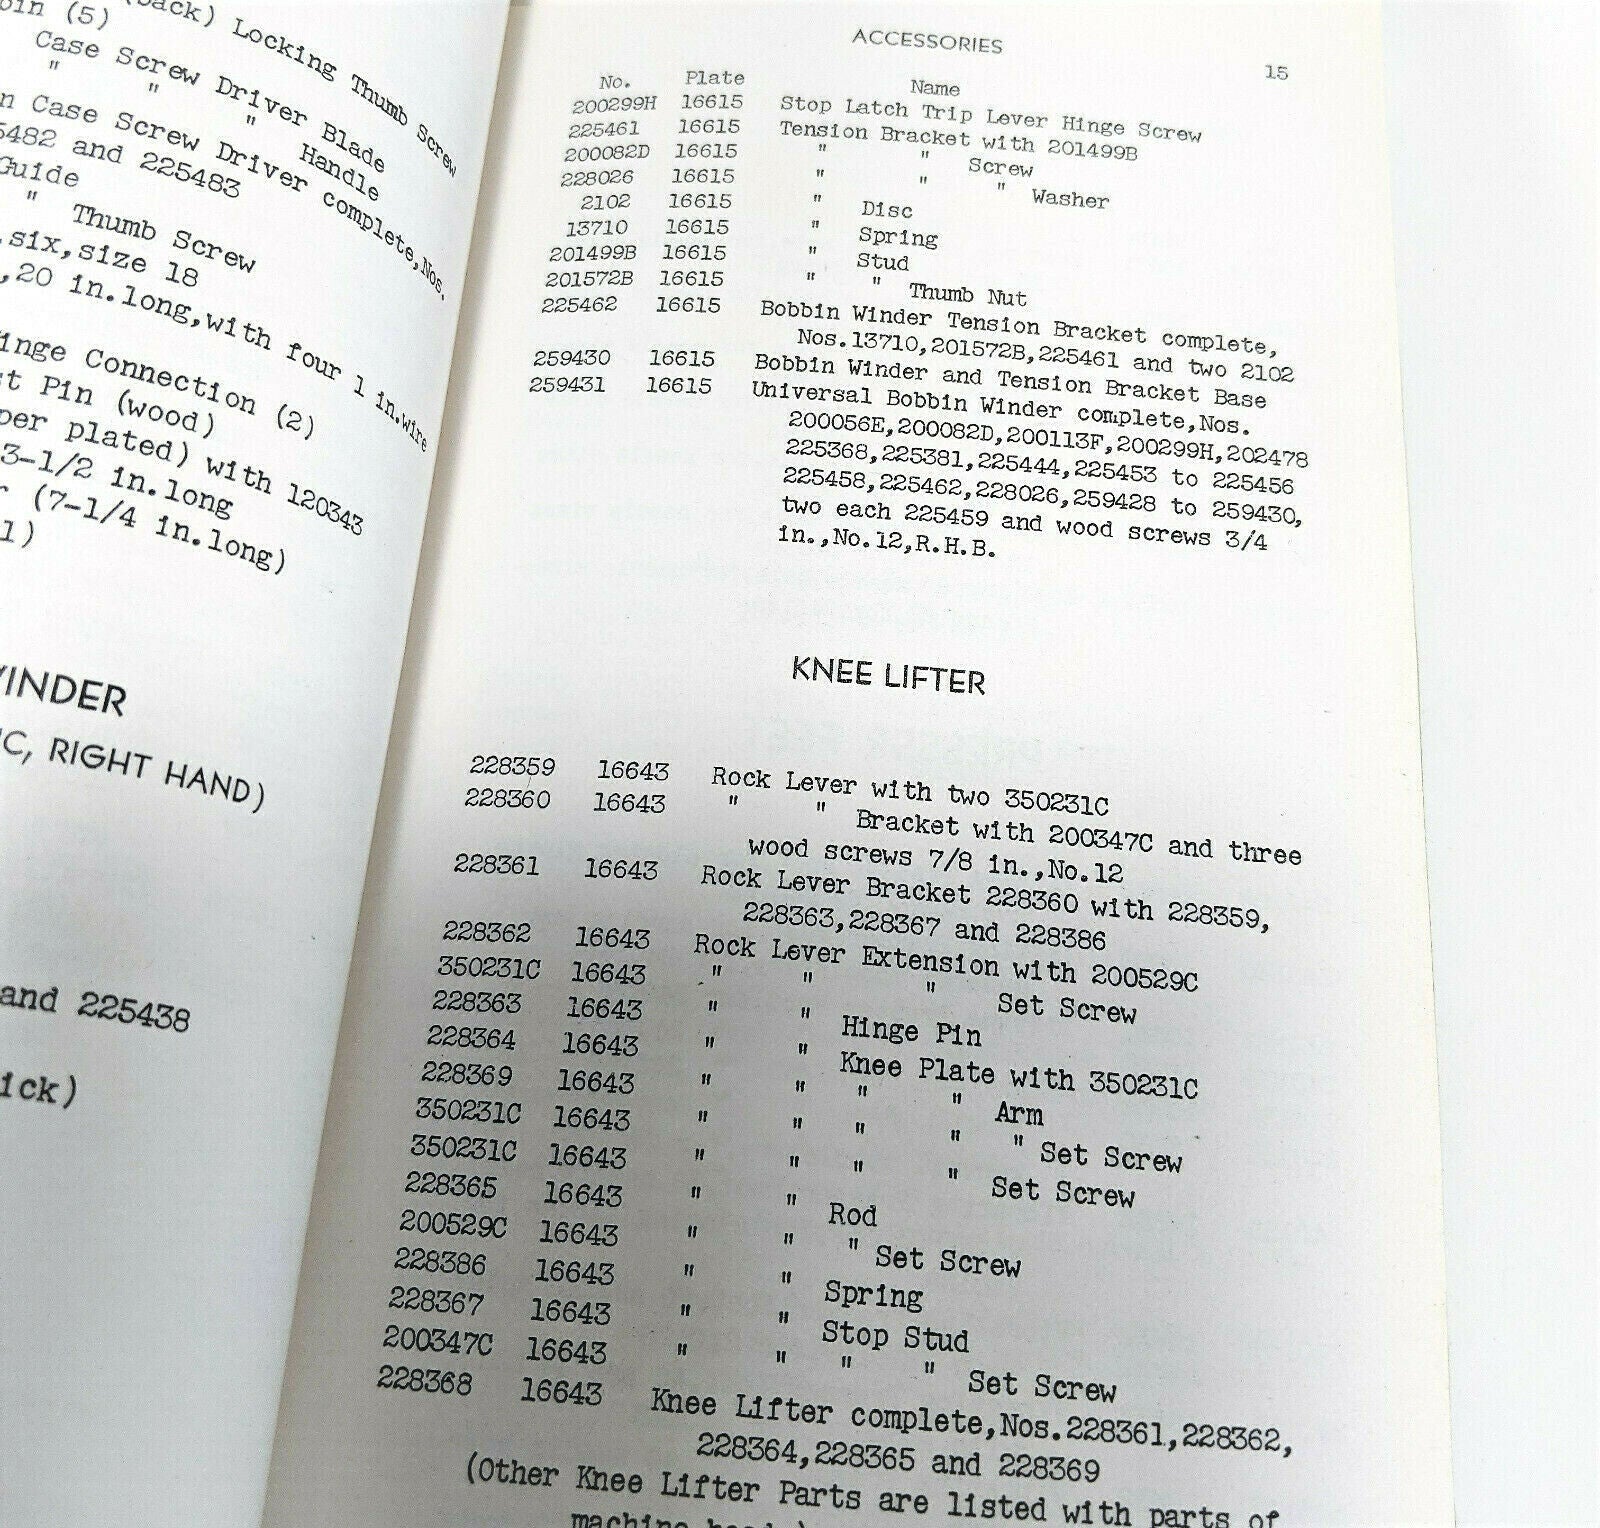 (back) Locking Thumb Screw
(5)
Case Screw Driver Blade
" " " Handle
Case Screw Driver complete,Nos.
and 225483
Guide
" Thumb Screw
six,size 18
20 in.long,with four 1 in.wire
Connection (2)
Pin (wood)
plated) with 120343
3-1/2 in.long
(7-1/4 in.long)
RIGHT HAND)
and 225438
ACCESSORIES
15
No. Plate Name
200299H 16615 Stop Latch Trip Lever Hinge Screw
225461 16615 Tension Bracket with 201499B
200082D 16615 " " Screw
228026 16615 " " " Washer
2102 16615 " Disc
13710 16615 " Spring
201499B 16615 " Stud
201572B 16615 " " Thumb Nut
225462 16615 Bobbin Winder Tension Bracket complete,
Nos.13710,201572B,225461 and two 2102
259430 16615 Bobbin Winder and Tension Bracket Base
259431 16615 Universal Bobbin Winder complete,Nos.
200056E,200082D,200113F,200299H,202478
225368,225381,225444,225453 to 225456
225458,225462,228026,259428 to 259430,
two each 225459 and wood screws 3/4
in.,No.12,R.H.B.
KNEE LIFTER
228359 16643 Rock Lever with two 350231C
228360 16643 " " Bracket with 200347C and three
wood screws 7/8 in.,No.12
228361 16643 Rock Lever Bracket 228360 with 228359,
228363,228367 and 228386
228362 16643 Rock Lever Extension with 200529C
350231C 16643 " " " Set Screw
228363 16643 " " Hinge Pin
228364 16643 " " Knee Plate with 350231C
228369 16643 " " " " Arm
350231C 16643 " " " " " Set Screw
350231C 16643 " " " " Set Screw
228365 16643 " " Rod
200529C 16643 " " " Set Screw
228386 16643 " " Spring
228367 16643 " " Stop Stud
200347C 16643 " " " " Set Screw
228368 16643 Knee Lifter complete,Nos.228361,228362,
228364,228365 and 228369
(Other Knee Lifter Parts are listed with parts of